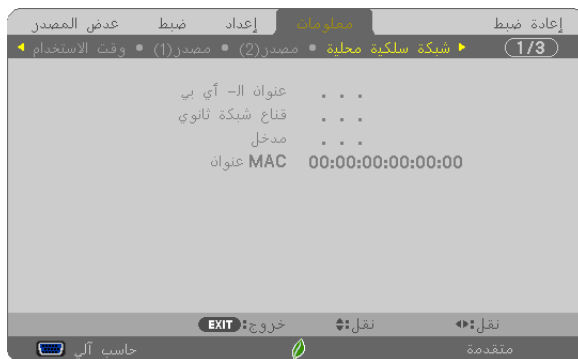 عدض المصدر ضبط إعداد معلومات إعادة ضبط
◀ وقت الاستخدام • مصدر(1) • مصدر(2) • شبكة سلكية محلية ▶ 1/3
عنوان الـ- أي بي . . .
قناع شبكة ثانوي . . .
مدخل . . .
عنوان MAC 00:00:00:00:00:00
EXIT :خروج نقل: نقل:
حاسب آلي متقدمة